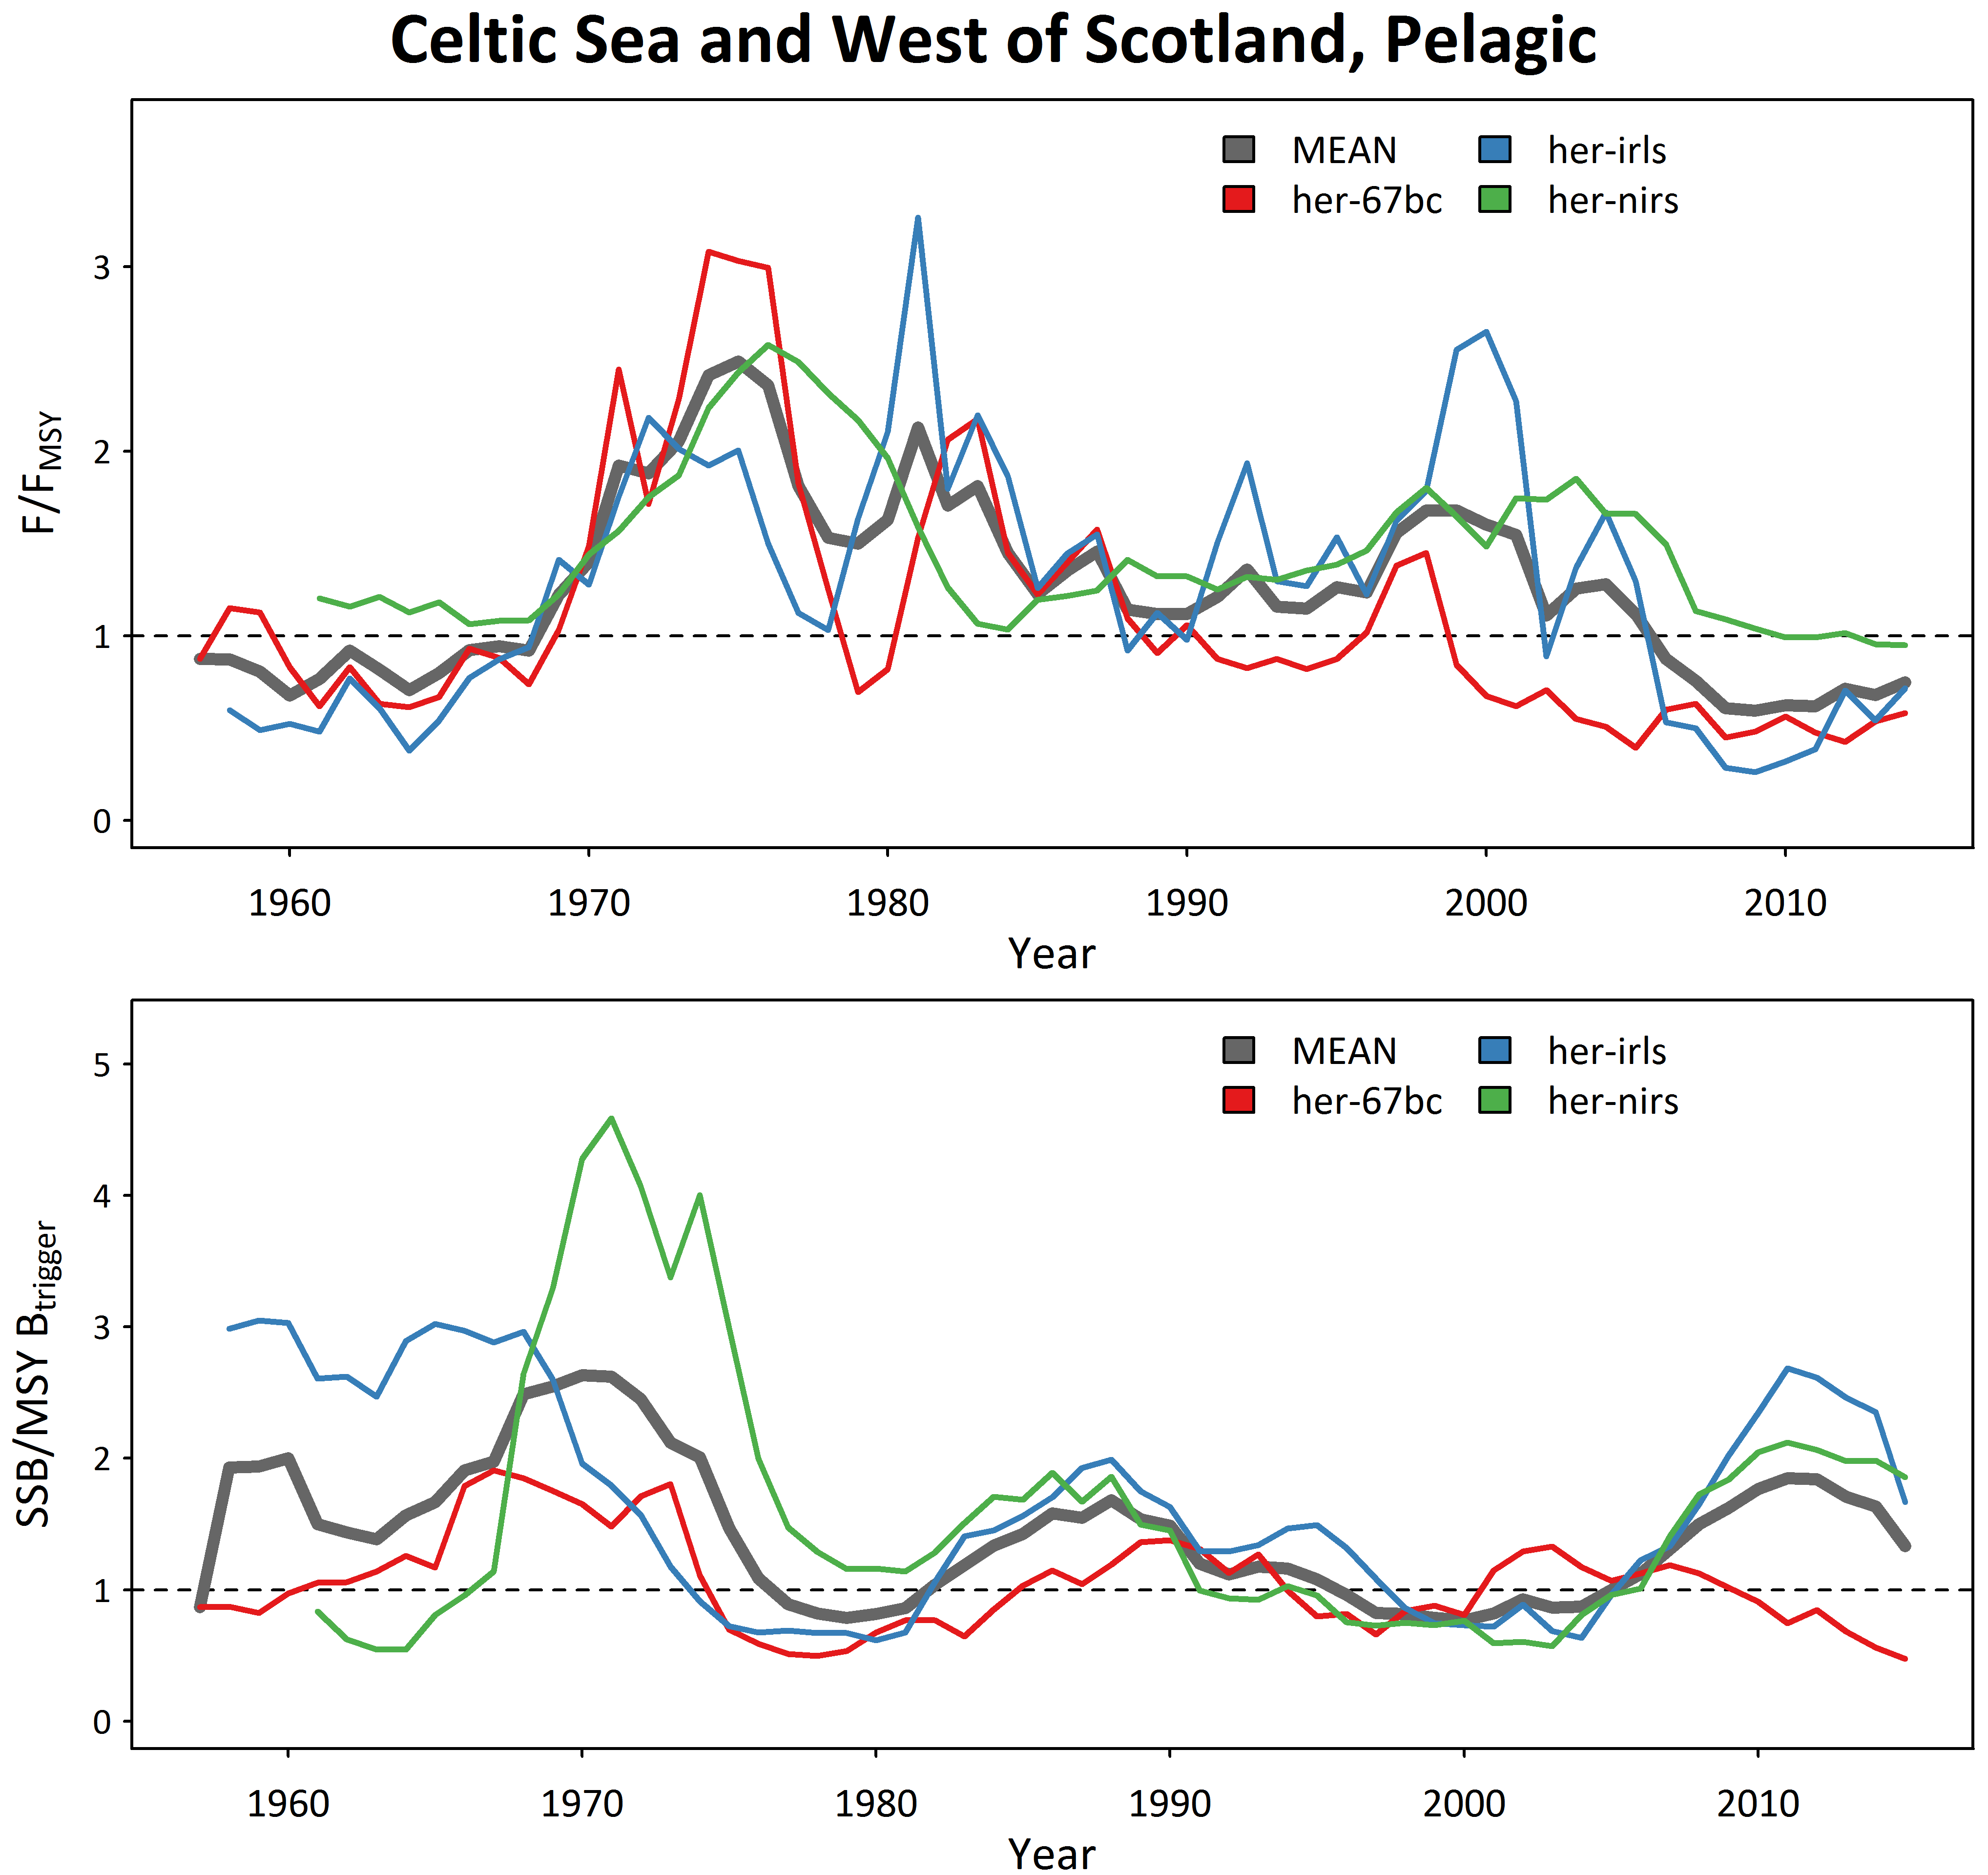 Celtic Sea and West of Scotland, Pelagic
MEAN
her-irls
her-67bc
her-nirs
F/FMSY
3
2
1
0
1960 1970 1980 1990 2000 2010
Year
MEAN
her-irls
her-67bc
her-nirs
SSB/MSY Btrigger
5
4
3
2
1
0
1960 1970 1980 1990 2000 2010
Year